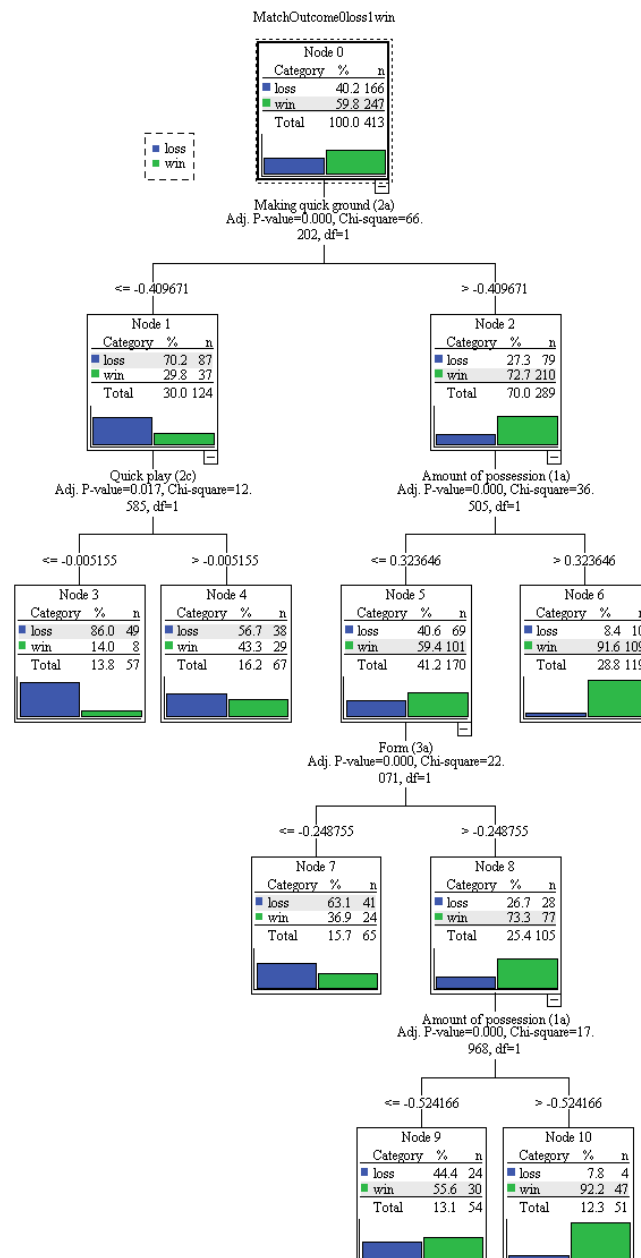 MatchOutcome0loss1win
Node 0
Category % n
loss 40.2 166
win 59.8 247
Total 100.0 413
loss
win
Making quick ground (2a)
Adj. P-value=0.000, Chi-square=66.
202, df=1
<= -0.409671 > -0.409671
Node 1
Category % n
loss 70.2 87
win 29.8 37
Total 30.0 124
Node 2
Category % n
loss 27.3 79
win 72.7 210
Total 70.0 289
Quick play (2c)
Adj. P-value=0.017, Chi-square=12.
585, df=1
Amount of possession (1a)
Adj. P-value=0.000, Chi-square=36.
505, df=1
<= -0.005155 > -0.005155
<= 0.323646 > 0.323646
Node 3
Category % n
loss 86.0 49
win 14.0 8
Total 13.8 57
Node 4
Category % n
loss 56.7 38
win 43.3 29
Total 16.2 67
Node 5
Category % n
loss 40.6 69
win 59.4 101
Total 41.2 170
Node 6
Category % n
loss 8.4 10
win 91.6 109
Total 28.8 119
Form (3a)
Adj. P-value=0.000, Chi-square=22.
071, df=1
<= -0.248755 > -0.248755
Node 7
Category % n
loss 63.1 41
win 36.9 24
Total 15.7 65
Node 8
Category % n
loss 26.7 28
win 73.3 77
Total 25.4 105
Amount of possession (1a)
Adj. P-value=0.000, Chi-square=17.
968, df=1
<= -0.524166 > -0.524166
Node 9
Category % n
loss 44.4 24
win 55.6 30
Total 13.1 54
Node 10
Category % n
loss 7.8 4
win 92.2 47
Total 12.3 51